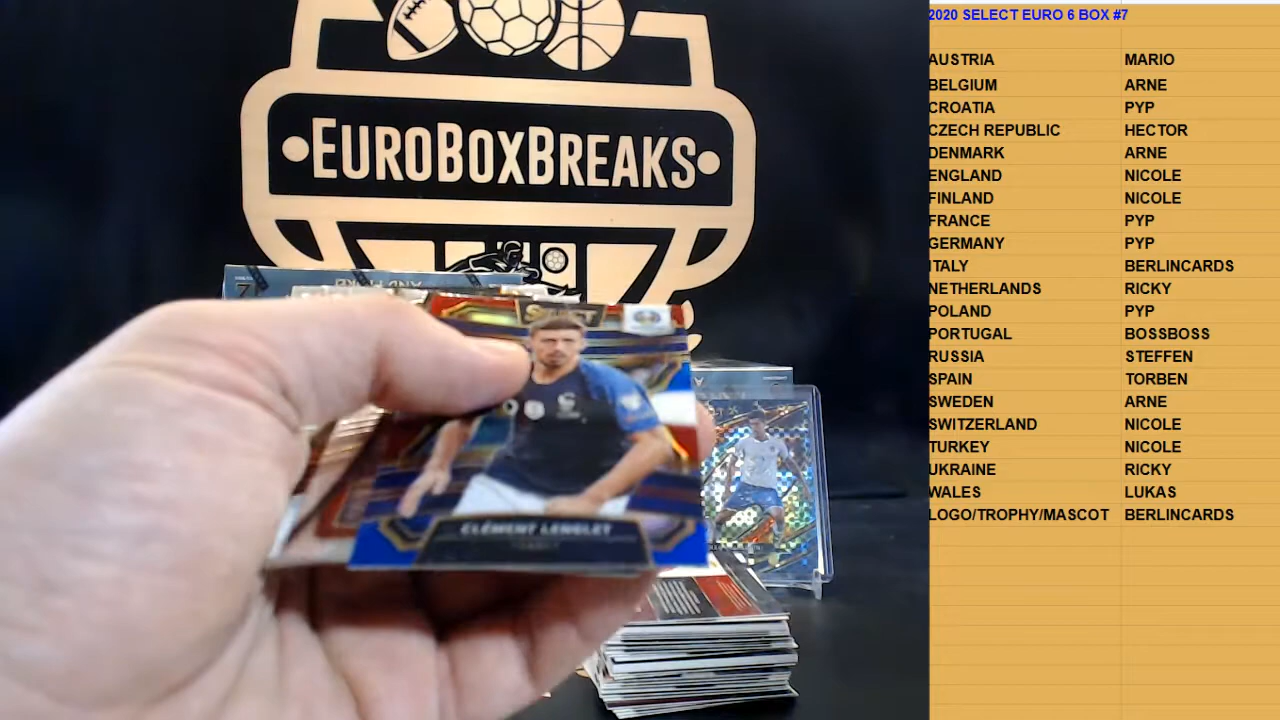 EUROBOXBREAKS
SELECT
CLÉMENT LENGLET
2020 SELECT EURO 6 BOX #7
AUSTRIA MARIO
BELGIUM ARNE
CROATIA PYP
CZECH REPUBLIC HECTOR
DENMARK ARNE
ENGLAND NICOLE
FINLAND NICOLE
FRANCE PYP
GERMANY PYP
ITALY BERLINCARDS
NETHERLANDS RICKY
POLAND PYP
PORTUGAL BOSSBOSS
RUSSIA STEFFEN
SPAIN TORBEN
SWEDEN ARNE
SWITZERLAND NICOLE
TURKEY NICOLE
UKRAINE RICKY
WALES LUKAS
LOGO/TROPHY/MASCOT BERLINCARDS